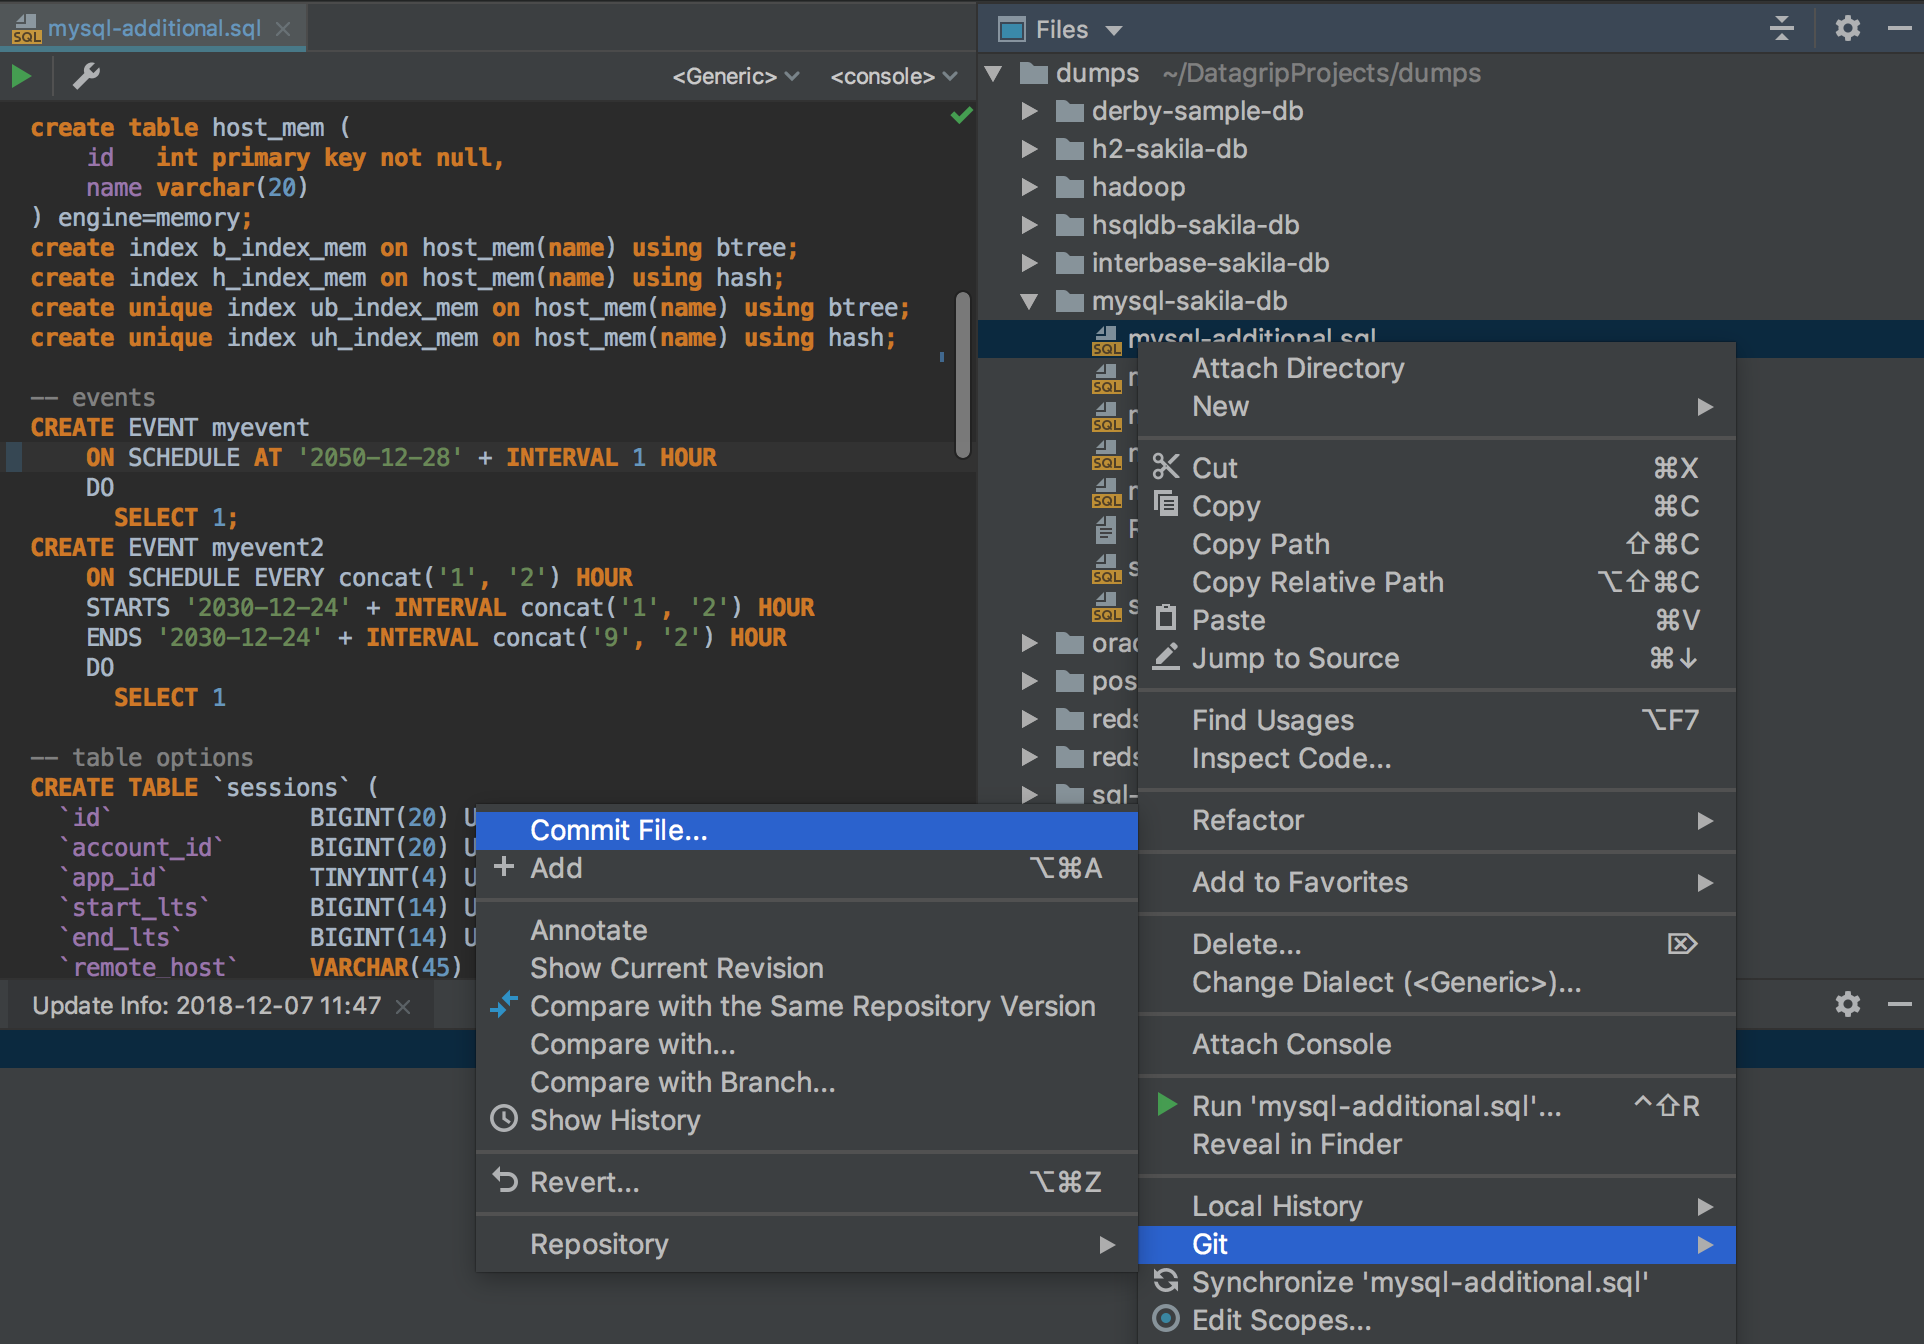 mysql-additional.sql
<Generic>
<console>
create table host_mem (
id   int primary key not null,
name varchar(20)
) engine=memory;
create index b_index_mem on host_mem(name) using btree;
create index h_index_mem on host_mem(name) using hash;
create unique index ub_index_mem on host_mem(name) using btree;
create unique index uh_index_mem on host_mem(name) using hash;
-- events
CREATE EVENT myevent
ON SCHEDULE AT '2050-12-28' + INTERVAL 1 HOUR
DO
SELECT 1;
CREATE EVENT myevent2
ON SCHEDULE EVERY concat('1', '2') HOUR
STARTS '2030-12-24' + INTERVAL concat('1', '2') HOUR
ENDS '2030-12-24' + INTERVAL concat('9', '2') HOUR
DO
SELECT 1
-- table options
CREATE TABLE `sessions` (
`id` BIGINT(20) U
`account_id` BIGINT(20) U
`app_id` TINYINT(4) U
`start_lts` BIGINT(14) U
`end_lts` BIGINT(14) U
`remote_host` VARCHAR(45)
Update Info: 2018-12-07 11:47
Files
dumps ~/DatagripProjects/dumps
derby-sample-db
h2-sakila-db
hadoop
hsqldb-sakila-db
interbase-sakila-db
mysql-sakila-db
SQL mysql-additional.sql
SQL
SQL
SQL
SQL
R
SQL s
SQL s
orac
pos
reds
reds
sql-
Attach Directory
New
Cut ⌘X
Copy ⌘C
Copy Path ⇧⌘C
Copy Relative Path ⌥⇧⌘C
Paste ⌘V
Jump to Source ⌘↓
Find Usages ⌥F7
Inspect Code...
Refactor
Add to Favorites
Delete... ⌦
Change Dialect (<Generic>)...
Attach Console
Run 'mysql-additional.sql'... ^⇧R
Reveal in Finder
Local History
Git
Synchronize 'mysql-additional.sql'
Edit Scopes...
Commit File...
Add ⌥⌘A
Annotate
Show Current Revision
Compare with the Same Repository Version
Compare with...
Compare with Branch...
Show History
Revert... ⌥⌘Z
Repository